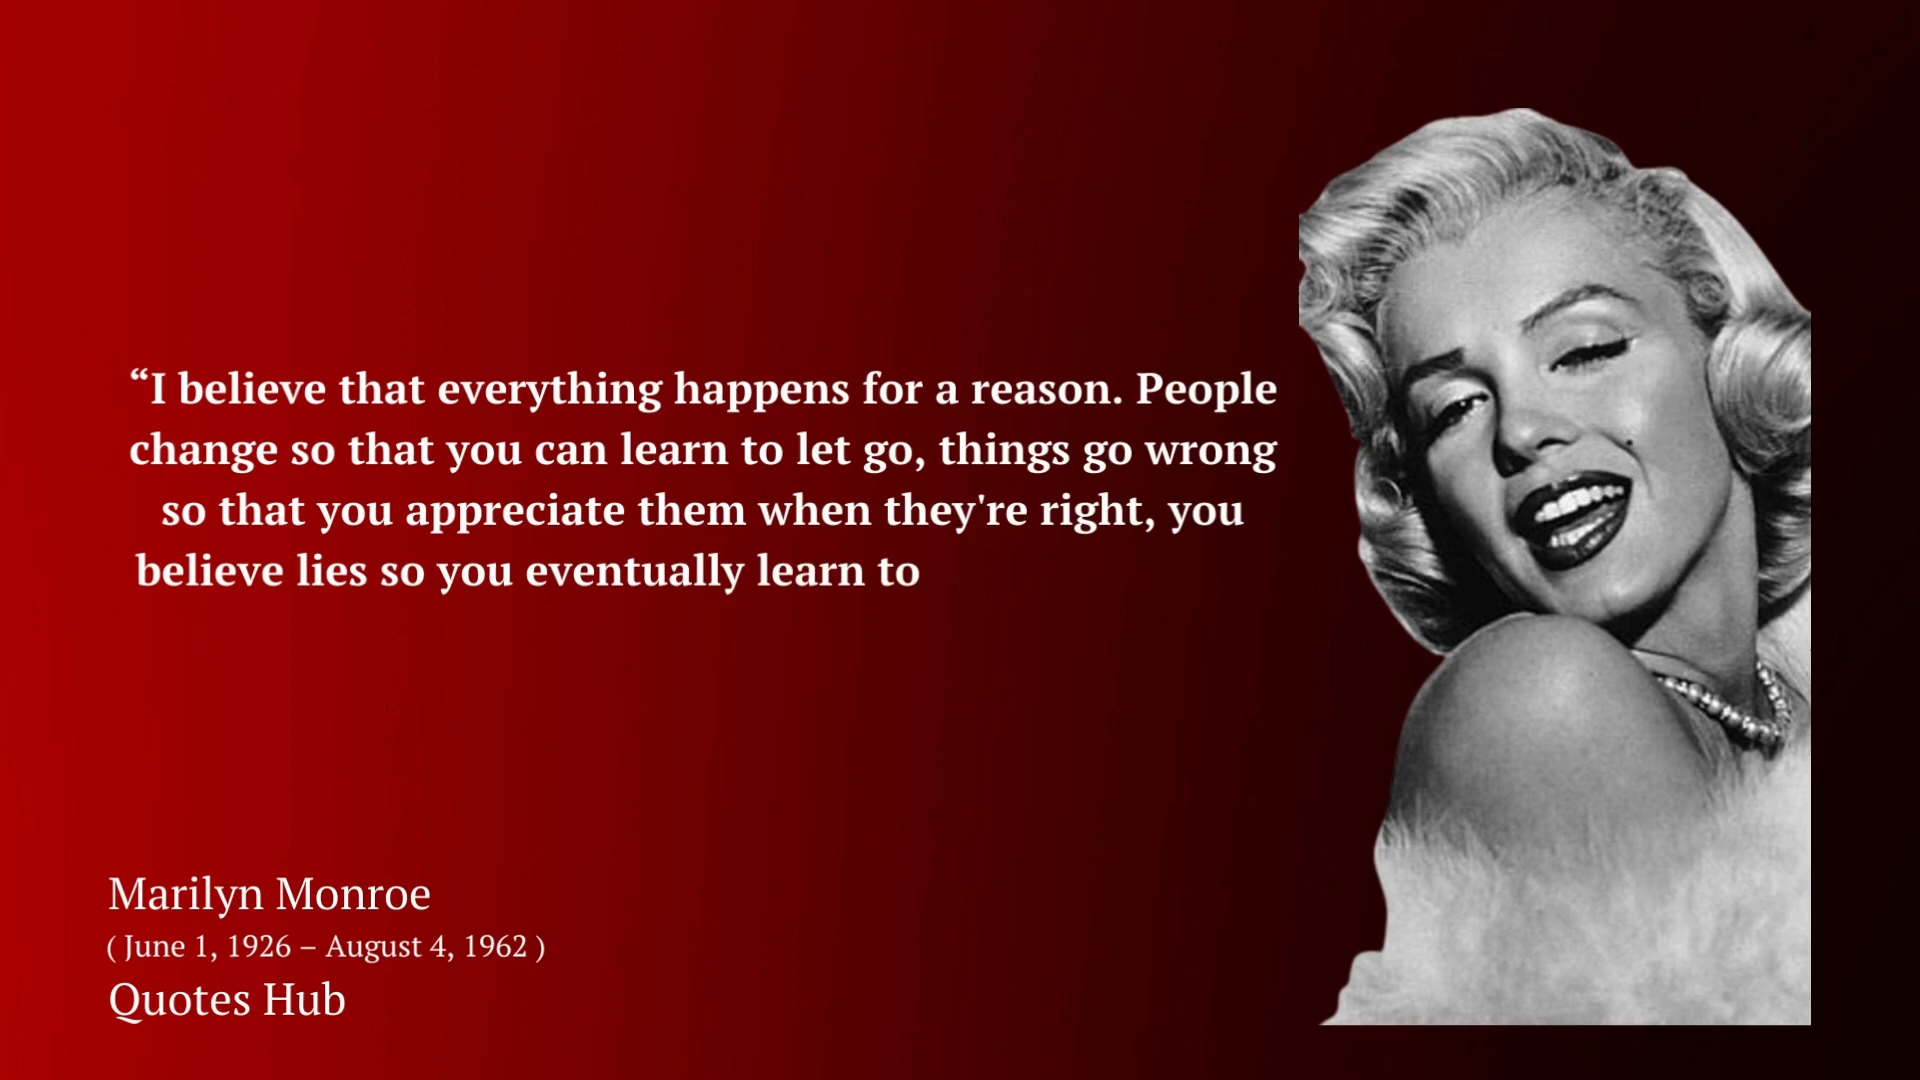 “I believe that everything happens for a reason. People
change so that you can learn to let go, things go wrong
so that you appreciate them when they're right, you
believe lies so you eventually learn to
Marilyn Monroe
( June 1, 1926 – August 4, 1962 )
Quotes Hub